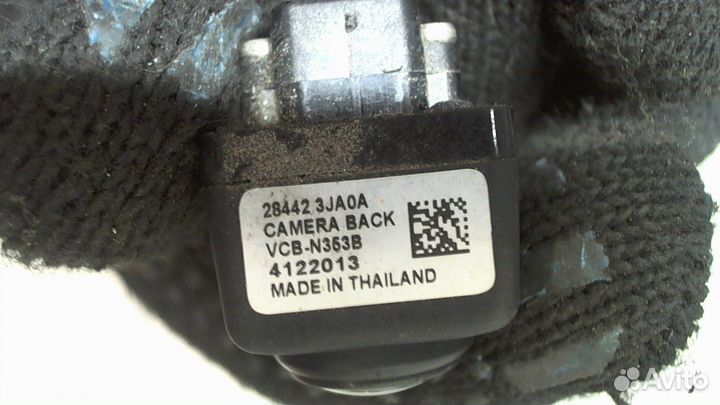 28442 3JA0A
CAMERA BACK
VCB-N353B
4122013
MADE IN THAILAND
Avito